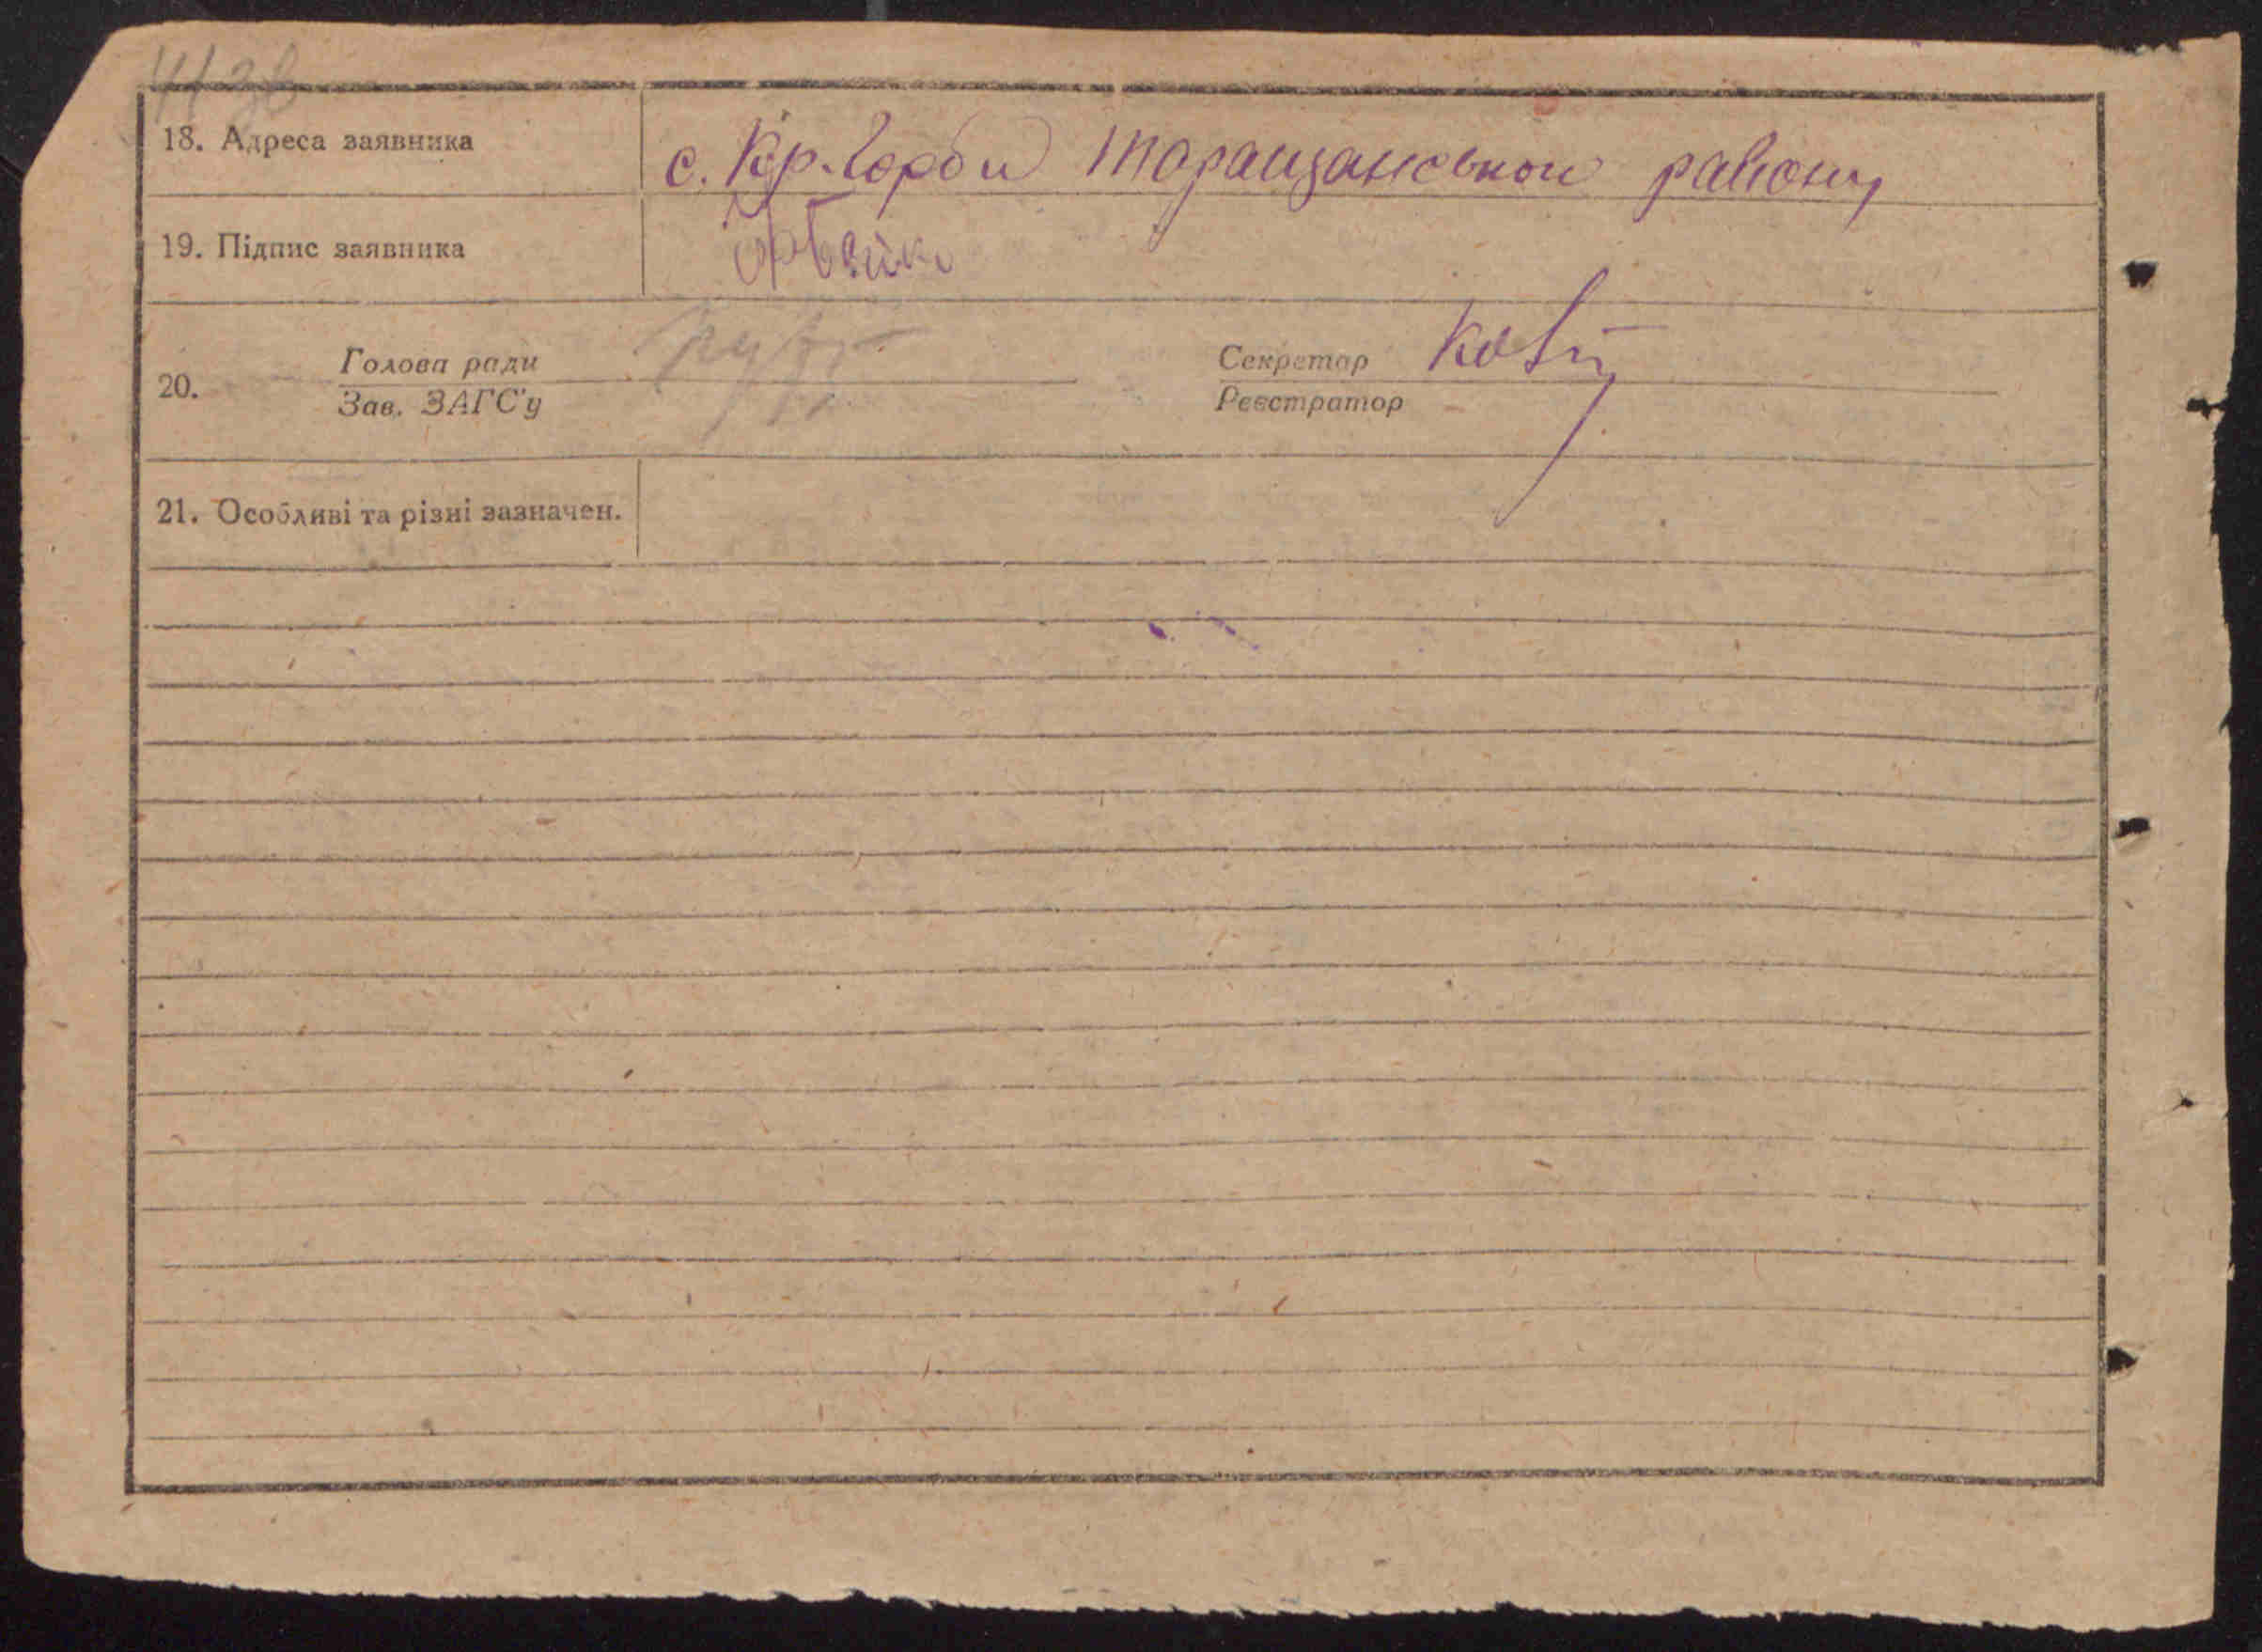 18. Адреса заявника с. Кр. Горби Таращанськои району
19. Підпис заявника
20. Голова ради Секретар
Зав. ЗАГС'у Реєстратор
21. Особливі та різні зазначен.